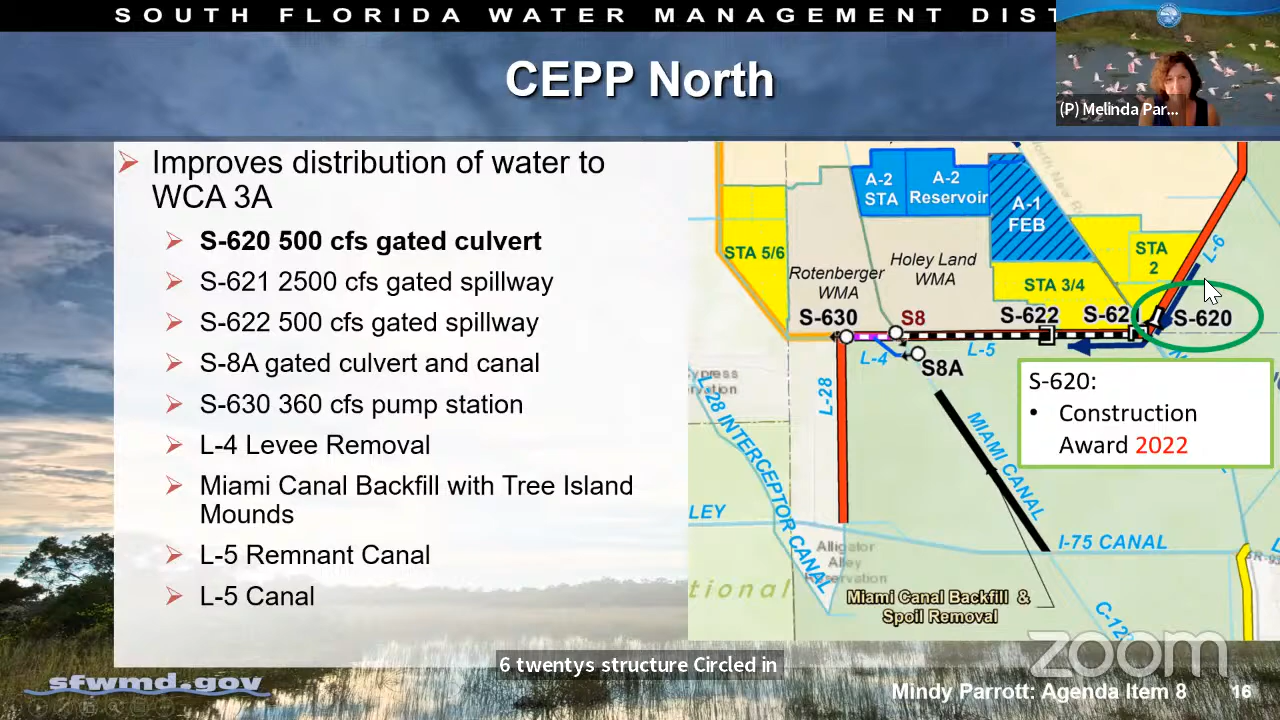 SOUTH FLORIDA WATER MANAGEMENT DIST
CEPP North
(P) Melinda Par...
Improves distribution of water to
WCA 3A
S-620 500 cfs gated culvert
S-621 2500 cfs gated spillway
S-622 500 cfs gated spillway
S-8A gated culvert and canal
S-630 360 cfs pump station
L-4 Levee Removal
Miami Canal Backfill with Tree Island
Mounds
L-5 Remnant Canal
L-5 Canal
A-2
STA
A-2
Reservoir
A-1
FEB
STA 5/6
Rotenberger
WMA
Holey Land
WMA
STA 3/4
STA
2
L-6
S-630
S8
S-622
S-62
S-620
L-4
L-5
S8A
L-28
L-28 INTERCEPTOR CANAL
MIAMI CANAL
LEY
I-75 CANAL
Alligator
Alley
Reservation
tional
Miami Canal Backfill &
Spoil Removal
C-12
S-620:
• Construction
Award 2022
zoom
6 twentys structure Circled in
sfwmd.gov
Mindy Parrott: Agenda Item 8 16